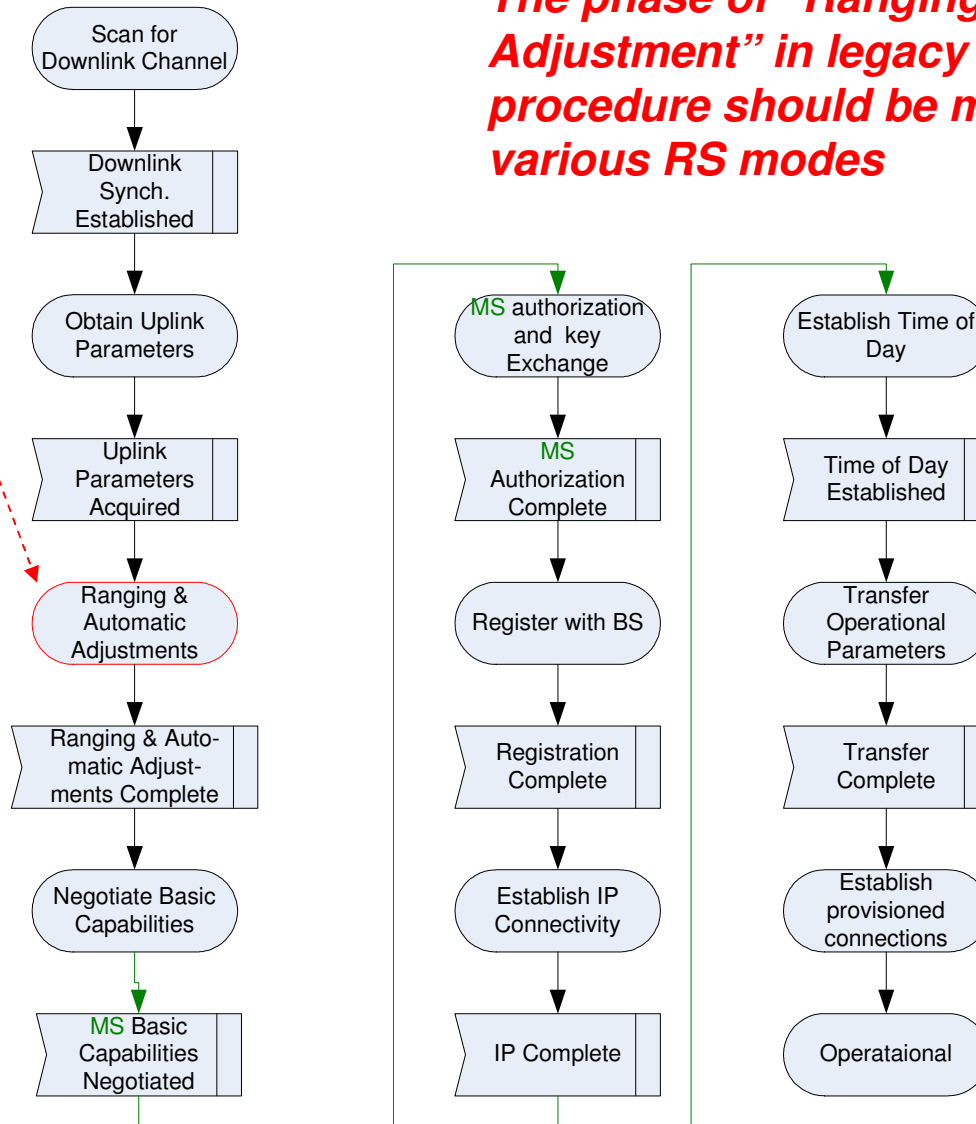 The phase of "Ranging
Adjustment” in legacy
procedure should be m
various RS modes
Scan for
Downlink Channel
Downlink
Synch.
Established
Obtain Uplink
Parameters
Uplink
Parameters
Acquired
Ranging &
Automatic
Adjustments
Ranging & Auto-
matic Adjust-
ments Complete
Negotiate Basic
Capabilities
MS Basic
Capabilities
Negotiated
MS authorization
and key
Exchange
MS
Authorization
Complete
Register with BS
Registration
Complete
Establish IP
Connectivity
IP Complete
Establish Time of
Day
Time of Day
Established
Transfer
Operational
Parameters
Transfer
Complete
Establish
provisioned
connections
Operataional